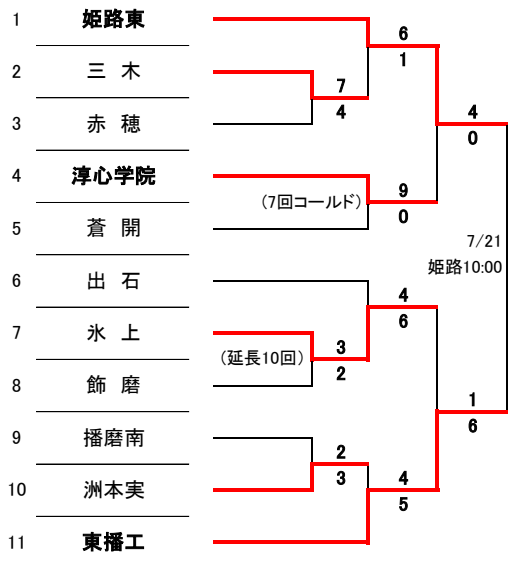 1 姫路東
2 三 木
3 赤 穂
4 淳心学院
5 蒼 開
6 出 石
7 氷 上
8 飾 磨
9 播磨南
10 洲本実
11 東播工
7
4
(7回コールド)
(延長10回)
3
2
2
3
6
1
9
0
4
6
4
5
4
0
1
6
7/21
姫路10:00